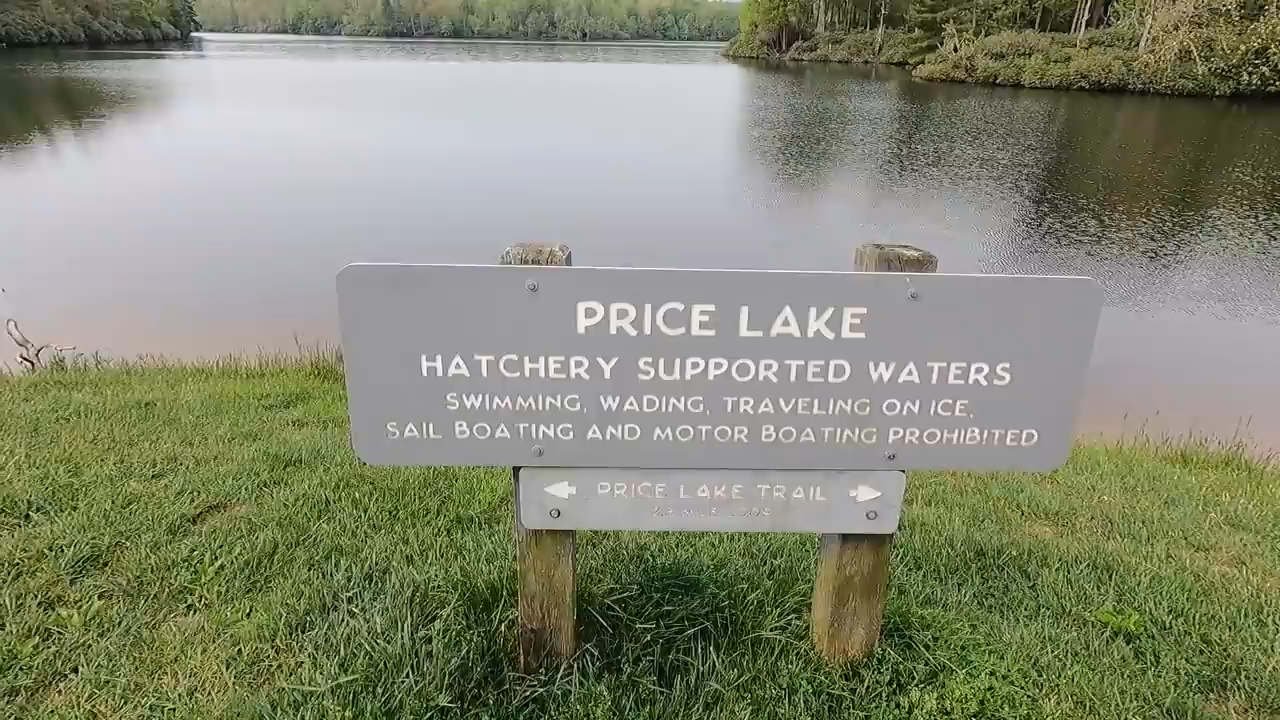 PRICE LAKE
HATCHERY SUPPORTED WATERS
SWIMMING, WADING, TRAVELING ON ICE,
SAIL BOATING AND MOTOR BOATING PROHIBITED
PRICE LAKE TRAIL